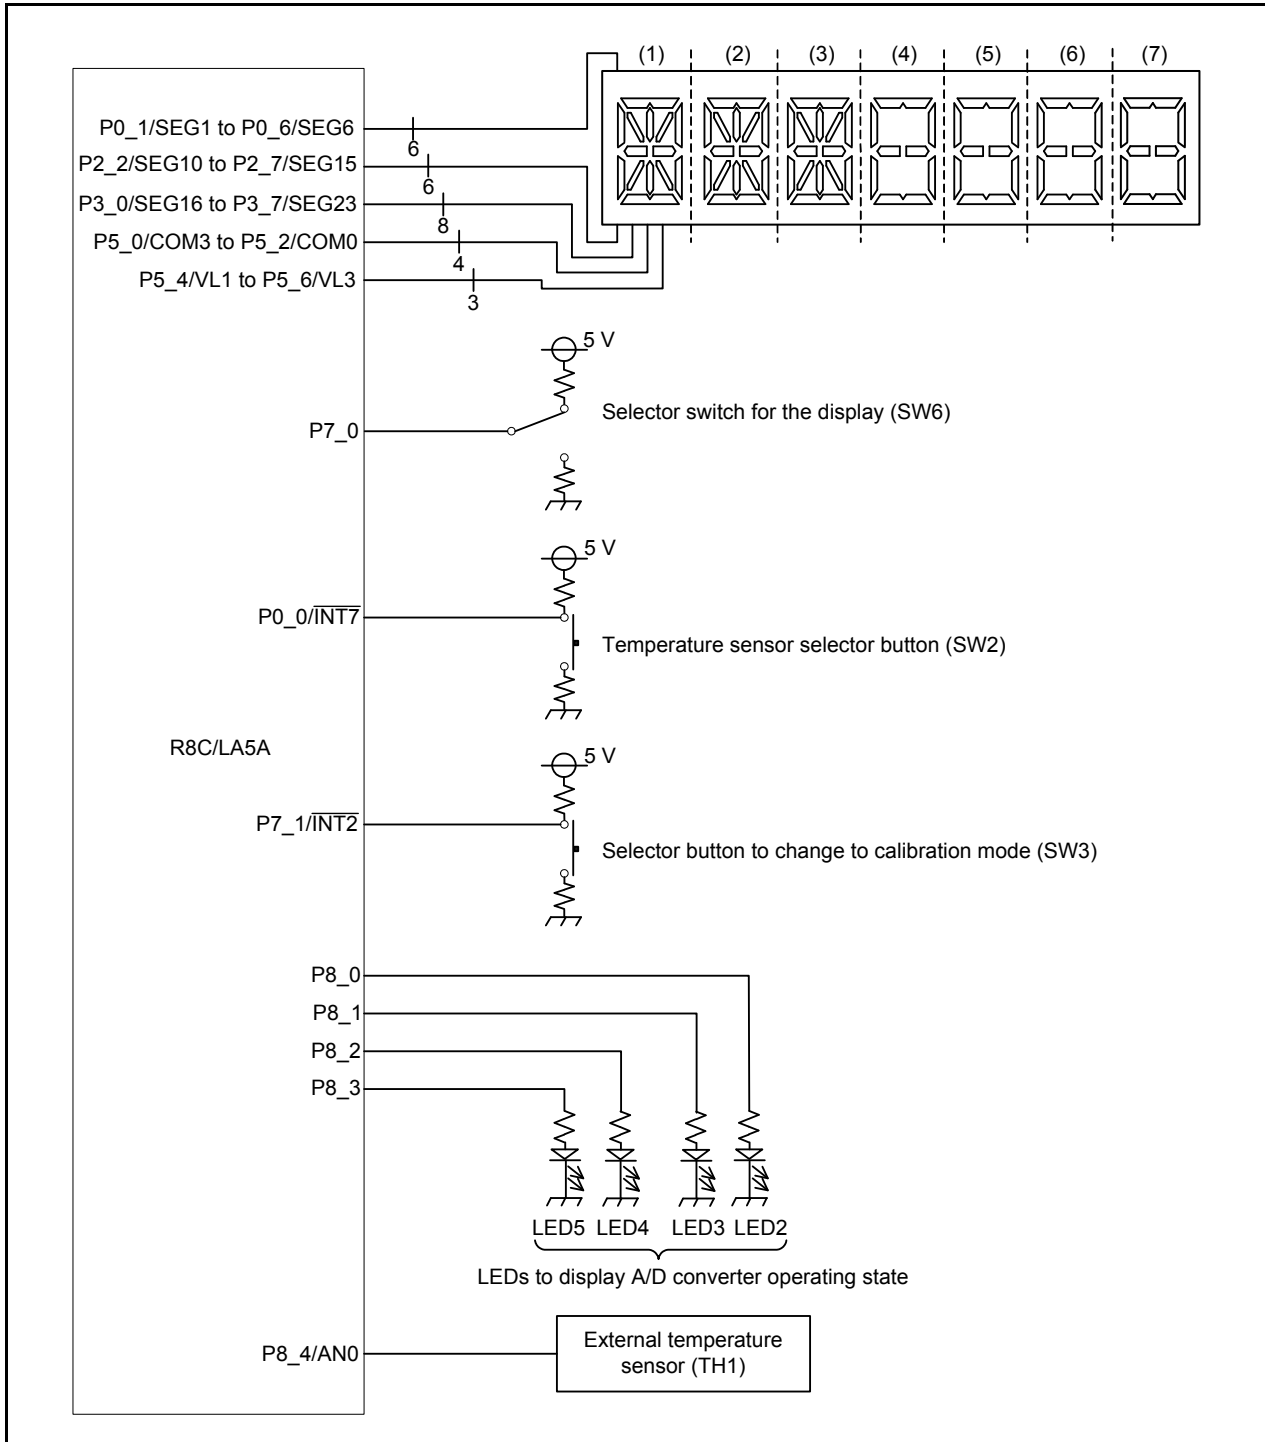 (1) (2) (3) (4) (5) (6) (7)
P0_1/SEG1 to P0_6/SEG6
6
P2_2/SEG10 to P2_7/SEG15
6
P3_0/SEG16 to P3_7/SEG23
8
P5_0/COM3 to P5_2/COM0
4
P5_4/VL1 to P5_6/VL3
3
5 V
Selector switch for the display (SW6)
P7_0
5 V
P0_0/INT7
Temperature sensor selector button (SW2)
R8C/LA5A
5 V
P7_1/INT2
Selector button to change to calibration mode (SW3)
P8_0
P8_1
P8_2
P8_3
LED5 LED4 LED3 LED2
LEDs to display A/D converter operating state
P8_4/AN0
External temperature
sensor (TH1)